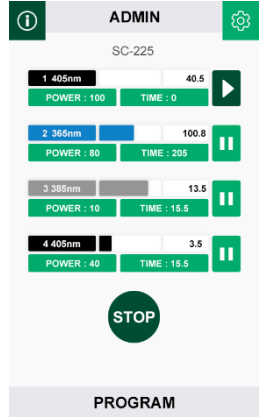 ADMIN
SC-225
1 405nm 40.5
POWER : 100 TIME : 0
2 365nm 100.8
POWER : 80 TIME : 205
3 385nm 13.5
POWER : 10 TIME : 15.5
4 405nm 3.5
POWER : 40 TIME : 15.5
STOP
PROGRAM